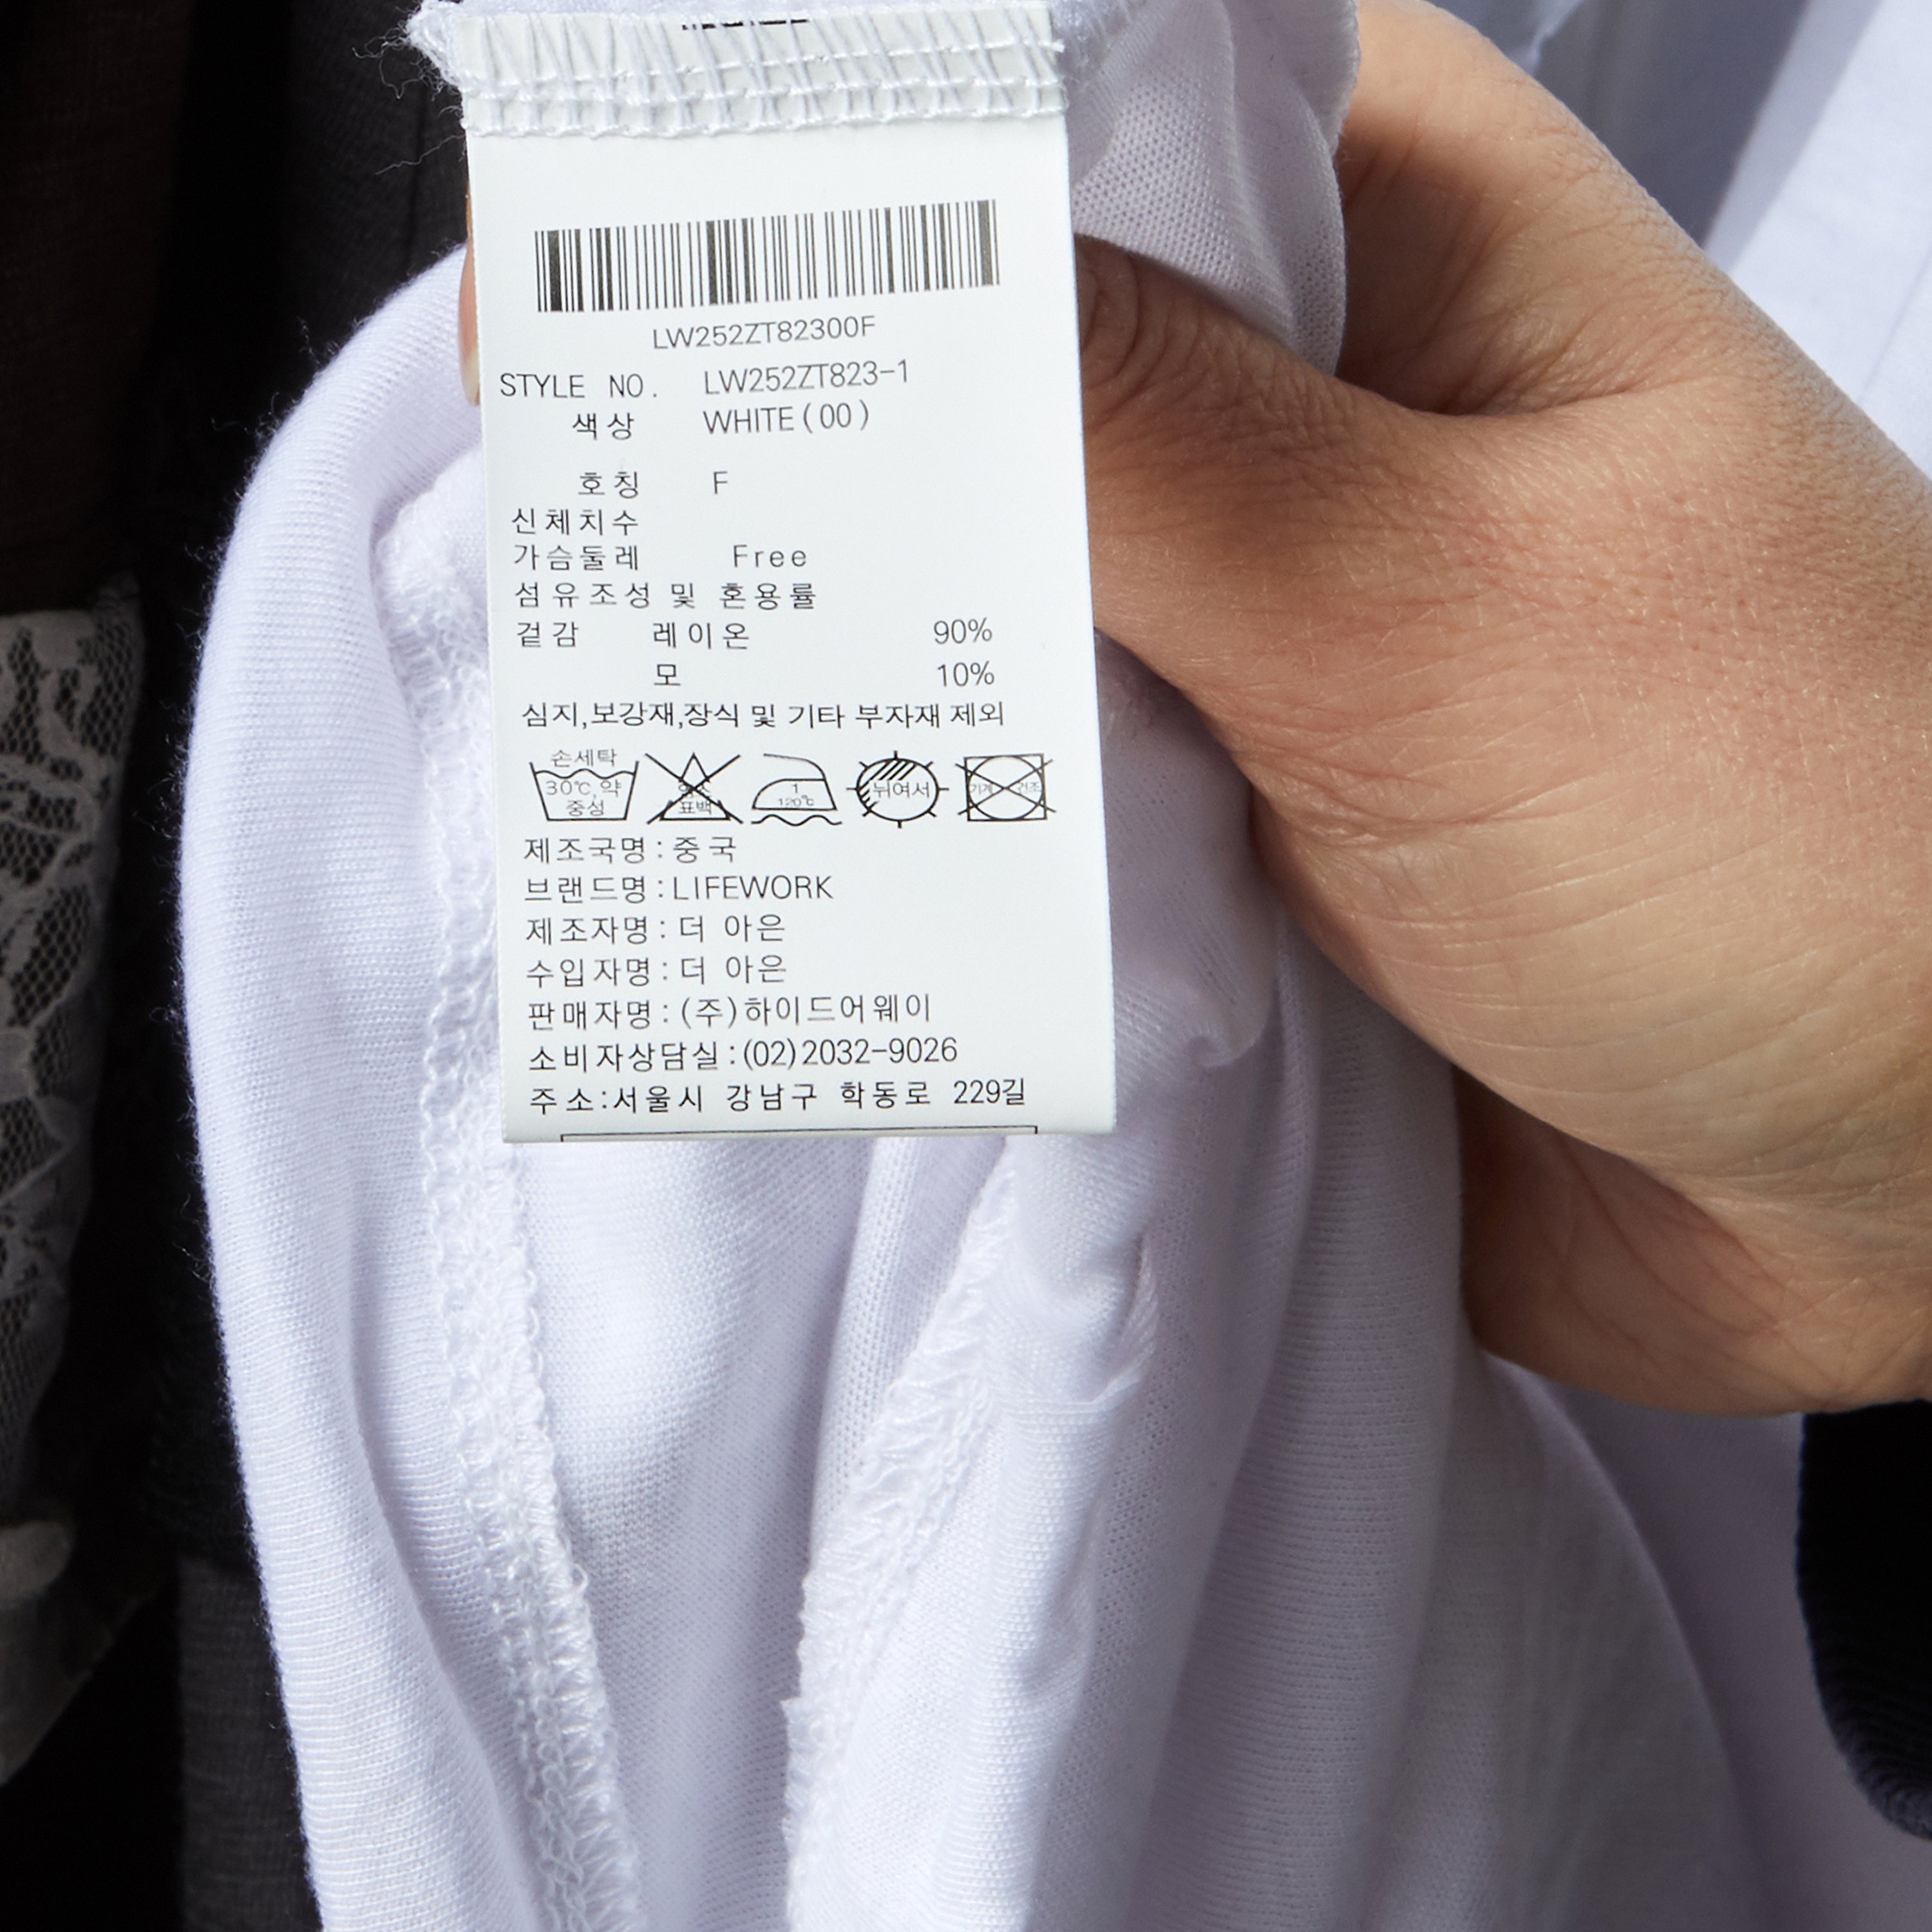 LW252ZT82300F
STYLE NO. LW252ZT823-1
색상 WHITE(00)
호칭 F
신체치수
가슴둘레 Free
섬유조성 및 혼용률
겉감 레이온 90%
모 10%
심지,보강재,장식 및 기타 부자재 제외
손세탁 30℃,약 중성 표백 1 120℃ 뉘여서 기계 건조
제조국명:중국
브랜드명:LIFEWORK
제조자명:더 아은
수입자명:더 아은
판매자명:(주)하이드어웨이
소비자상담실:(02)2032-9026
주소:서울시 강남구 학동로 229길